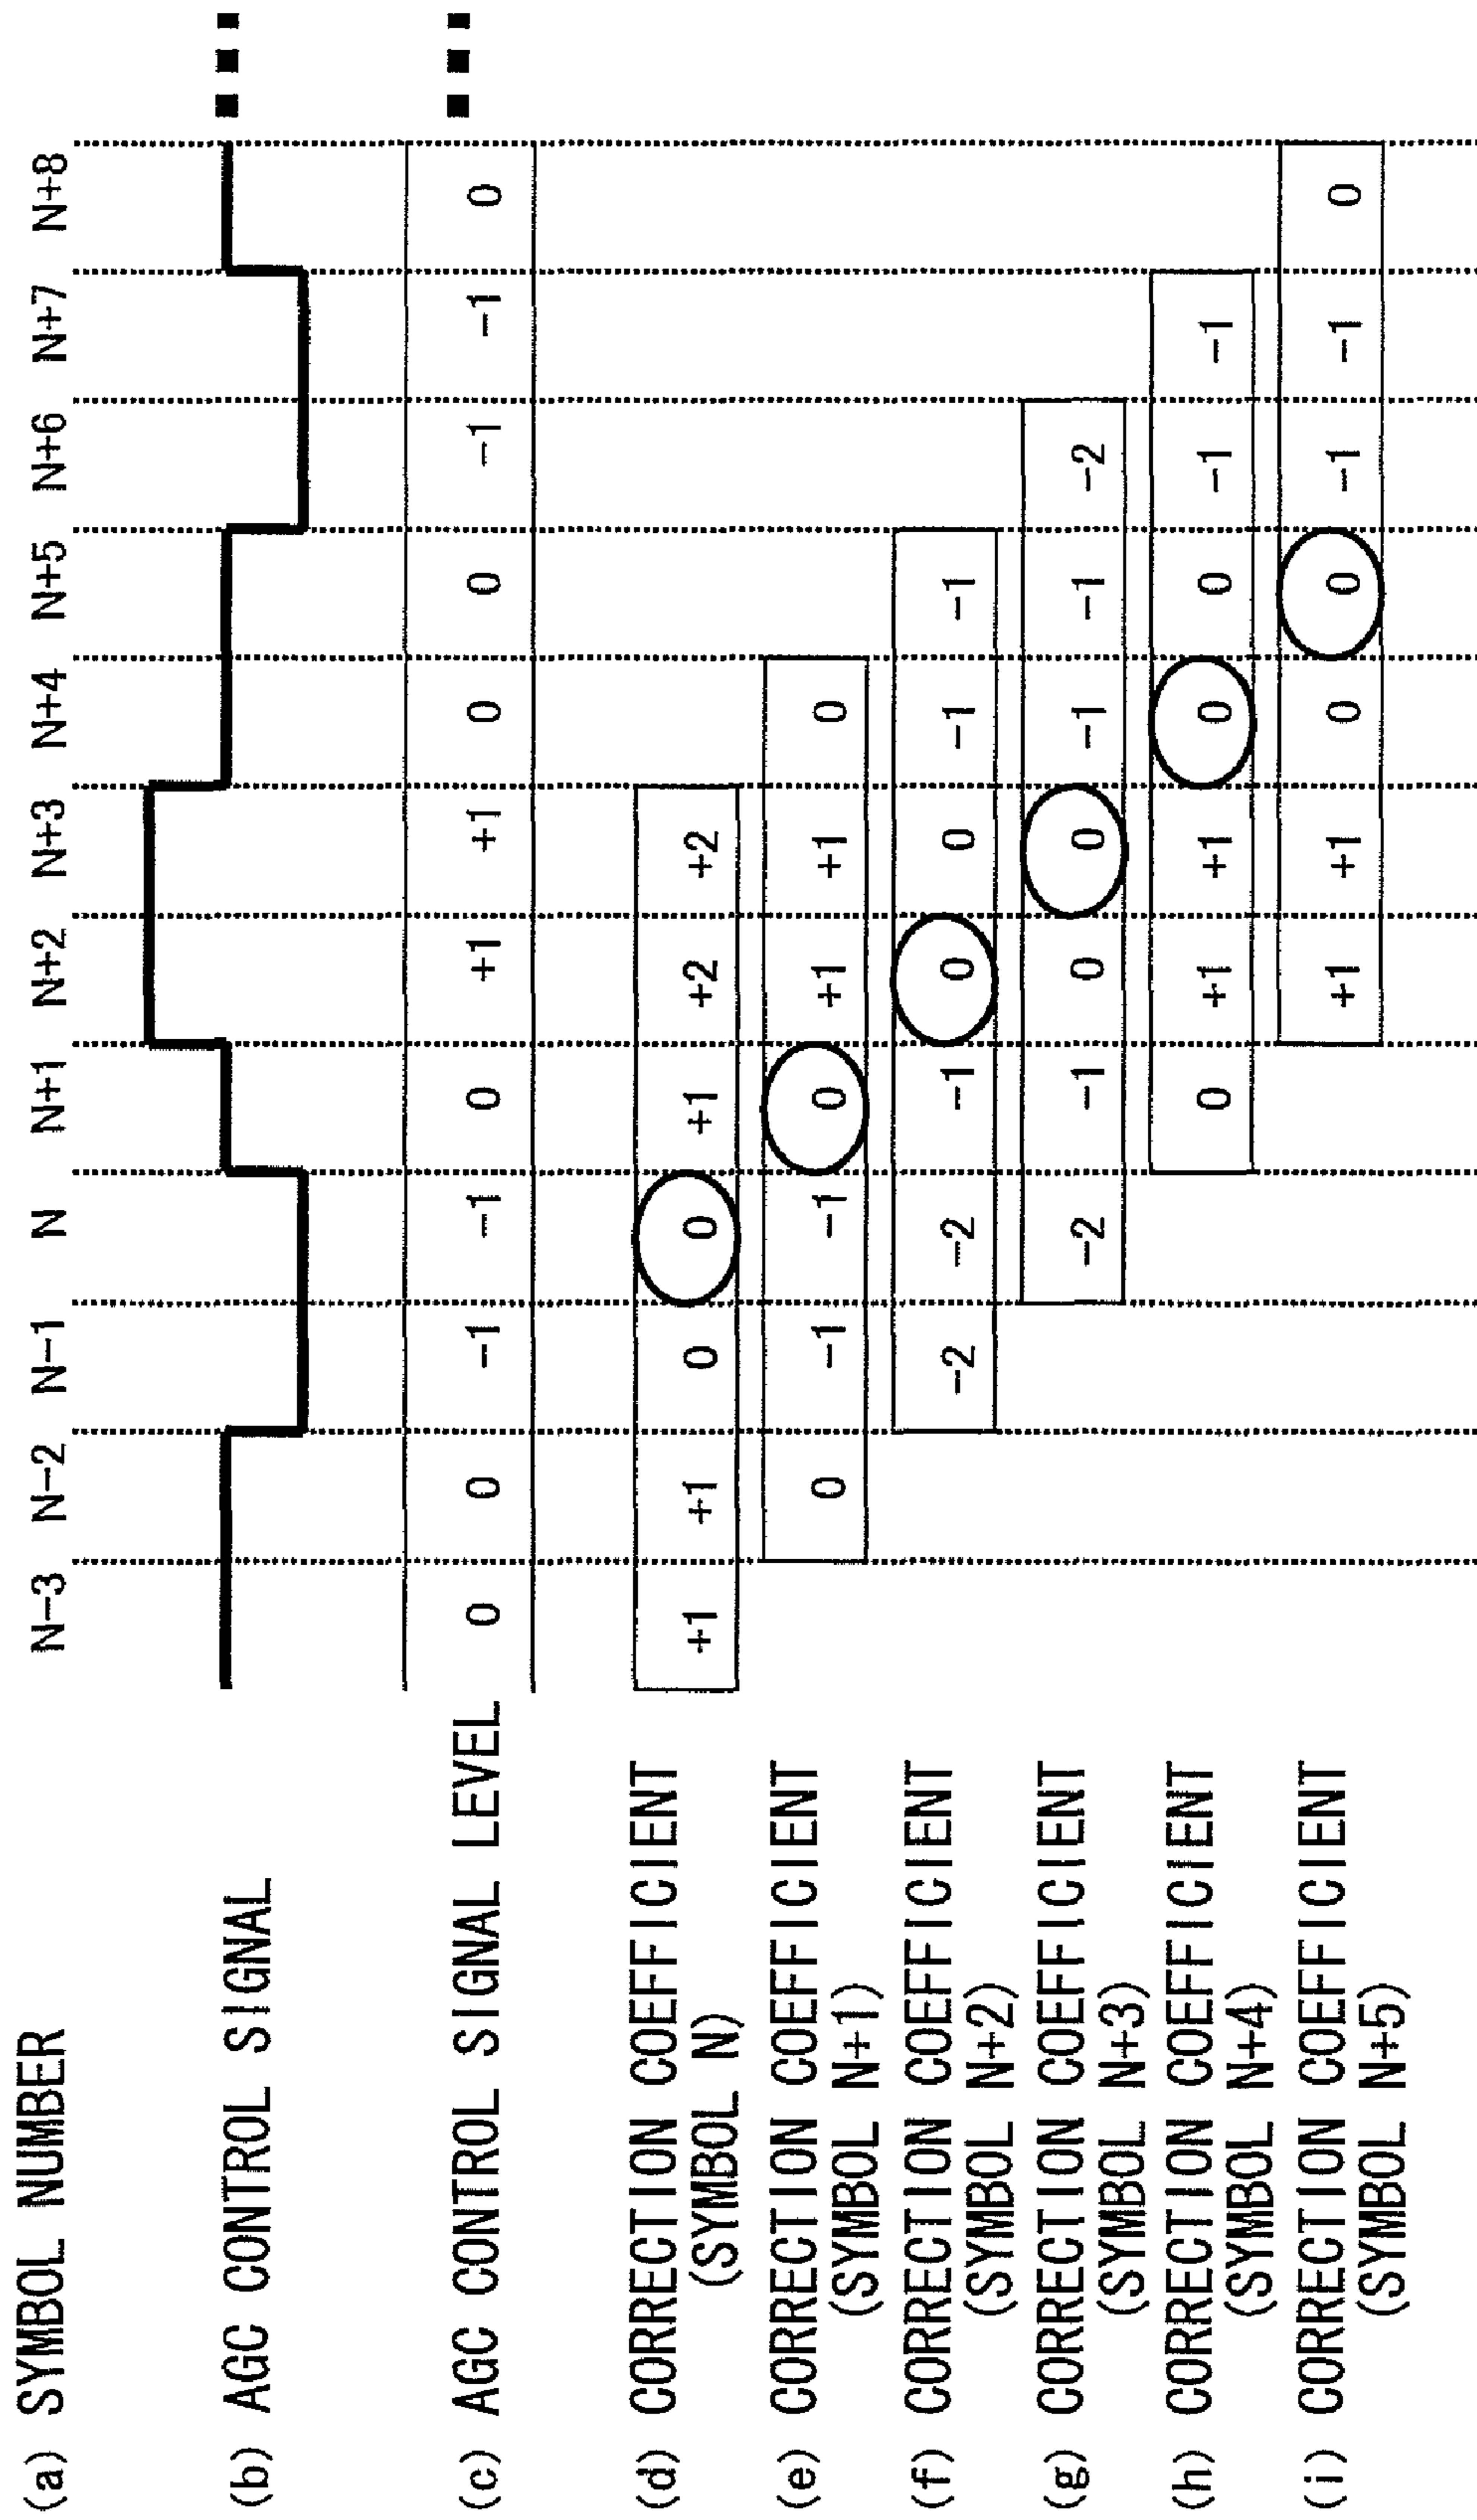 (a) SYMBOL NUMBER N-3 N-2 N-1 N N+1 N+2 N+3 N+4 N+5 N+6 N+7 N+8
(b) AGC CONTROL SIGNAL
(c) AGC CONTROL SIGNAL LEVEL 0 0 -1 -1 0 +1 +1 0 0 -1 -1 0
(d) CORRECTION COEFFICIENT +1 +1 0 0 +1 +2 +2
(SYMBOL N)
(e) CORRECTION COEFFICIENT 0 -1 -1 0 +1 +1 0
(SYMBOL N+1)
(f) CORRECTION COEFFICIENT -2 -2 -1 0 0 -1 -1
(SYMBOL N+2)
(g) CORRECTION COEFFICIENT -2 -1 0 0 -1 -1 -2
(SYMBOL N+3)
(h) CORRECTION COEFFICIENT 0 +1 +1 0 0 -1 -1
(SYMBOL N+4)
(i) CORRECTION COEFFICIENT +1 +1 0 0 -1 -1 0
(SYMBOL N+5)